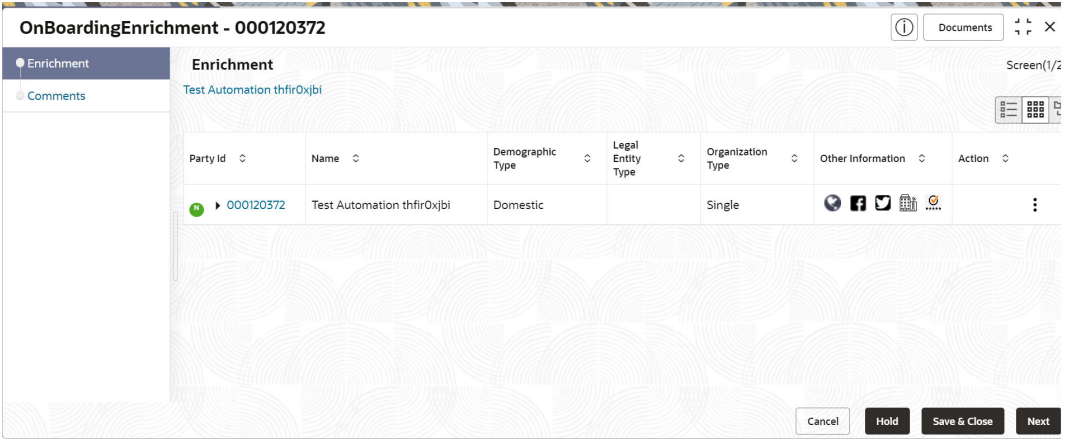 OnBoardingEnrichment - 000120372
Documents
Enrichment
Comments
Enrichment
Screen(1/2
Test Automation thfir0xjbi
Party Id
Name
Demographic
Type
Legal
Entity
Type
Organization
Type
Other Information
Action
N
000120372
Test Automation thfir0xjbi
Domestic
Single
Cancel
Hold
Save & Close
Next